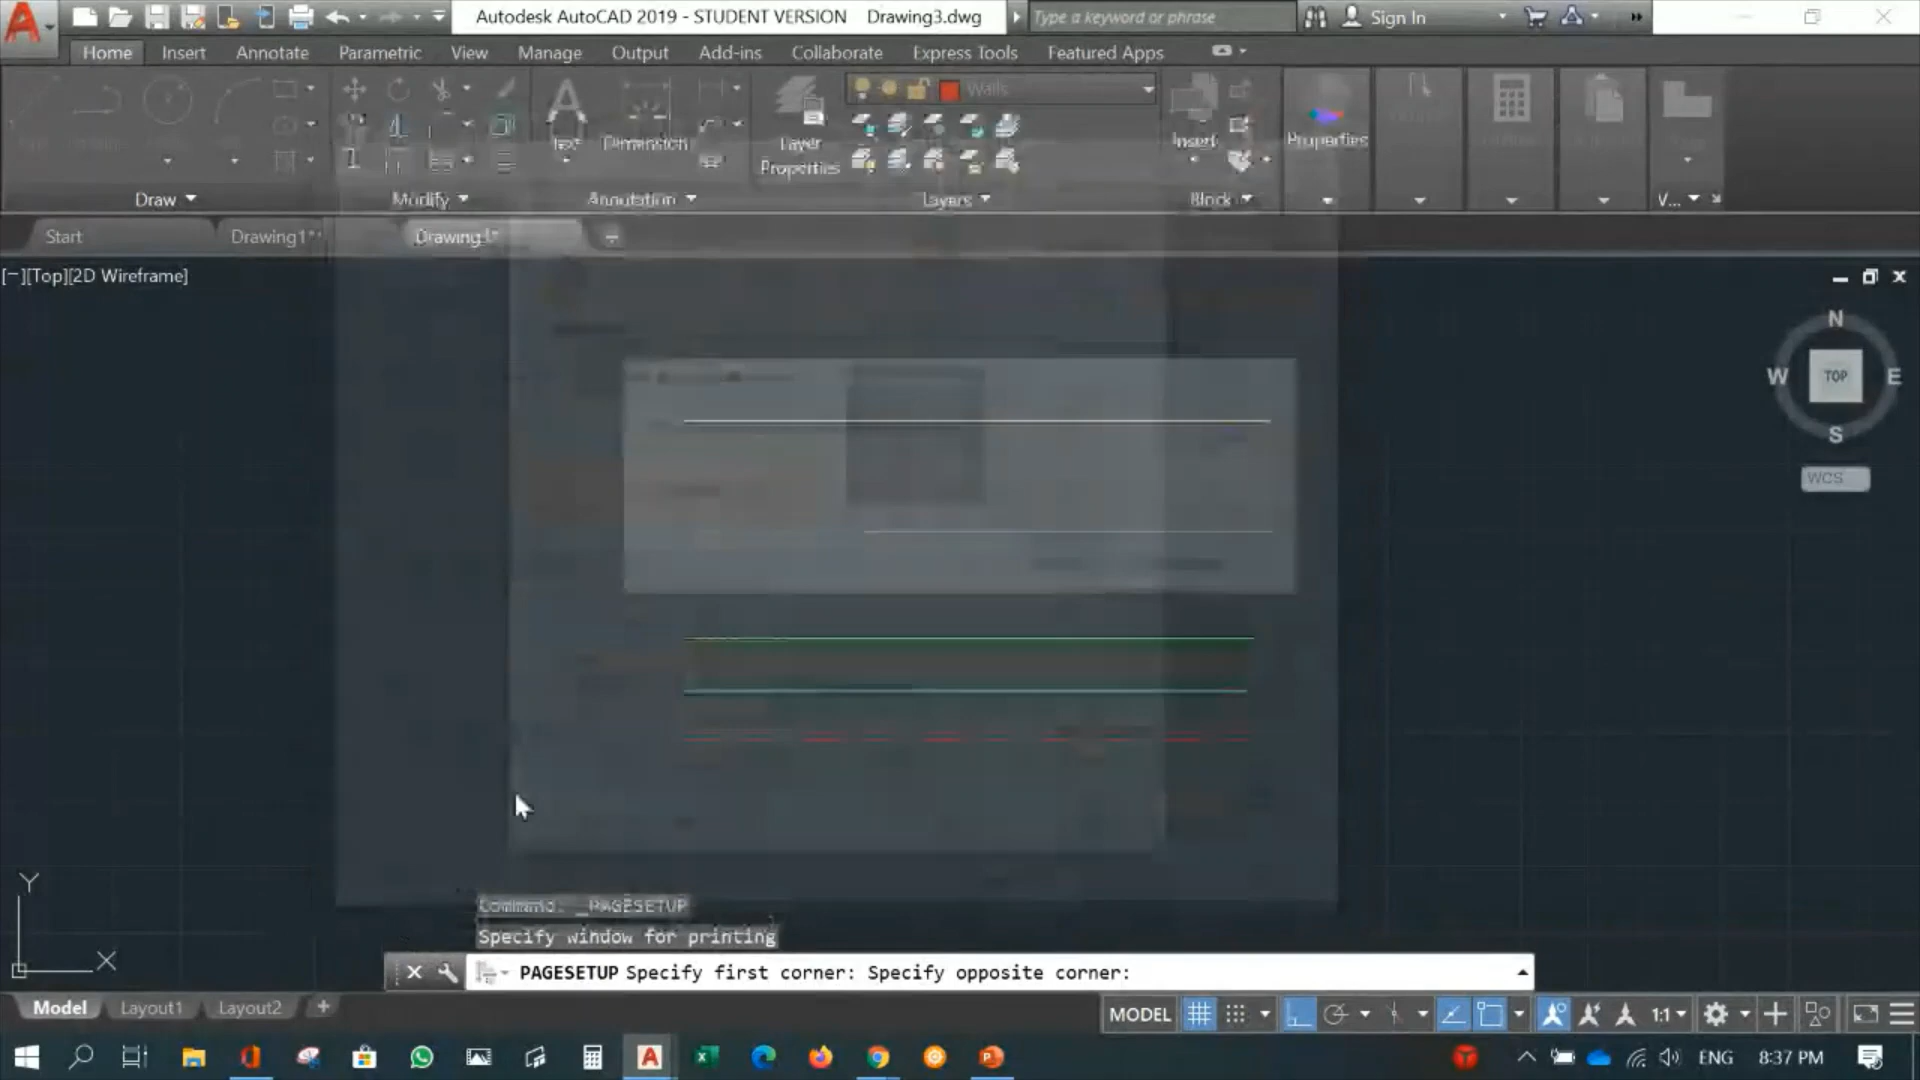 Autodesk AutoCAD 2019 - STUDENT VERSION Drawing3.dwg
Type a keyword or phrase
Sign In
Home Insert Annotate Parametric View Manage Output Add-ins Collaborate Express Tools Featured Apps
Walls
Text Dimension Layer Properties Insert Properties
Draw Modify Annotation Layers Block V...
Start Drawing1*
[−][Top][2D Wireframe]
N
W TOP E
S
WCS
Y
X
Command: _PAGESETUP
Specify window for printing
PAGESETUP Specify first corner: Specify opposite corner:
Model Layout1 Layout2 +
MODEL 1:1
ENG 8:37 PM